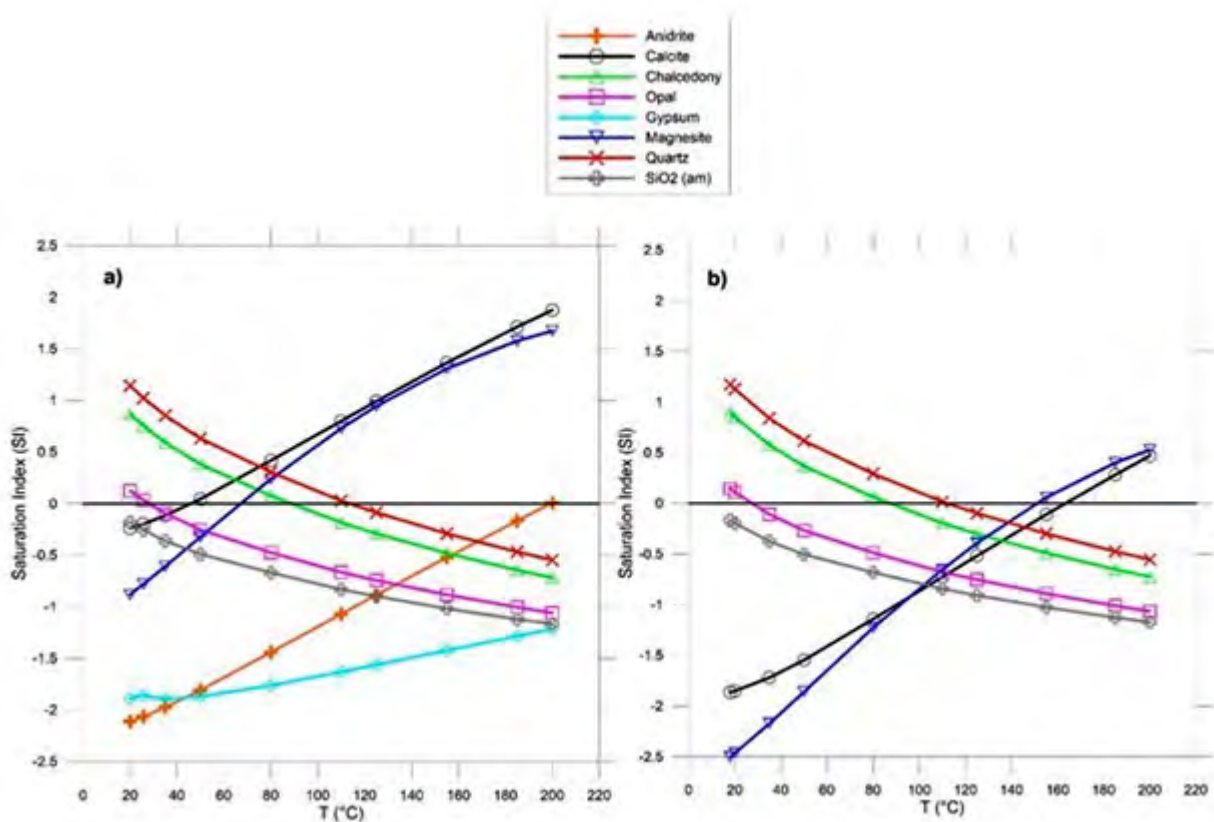 Anidrite
Calcite
Chalcedony
Opal
Gypsum
Magnesite
Quartz
SiO2 (am)
a)
2.5
2
1.5
1
0.5
0
-0.5
-1
-1.5
-2
-2.5
Saturation Index (SI)
0 20 40 60 80 100 120 140 160 180 200 220
T (°C)
b)
2.5
2
1.5
1
0.5
0
-0.5
-1
-1.5
-2
-2.5
Saturation Index (SI)
0 20 40 60 80 100 120 140 160 180 200 220
T (°C)